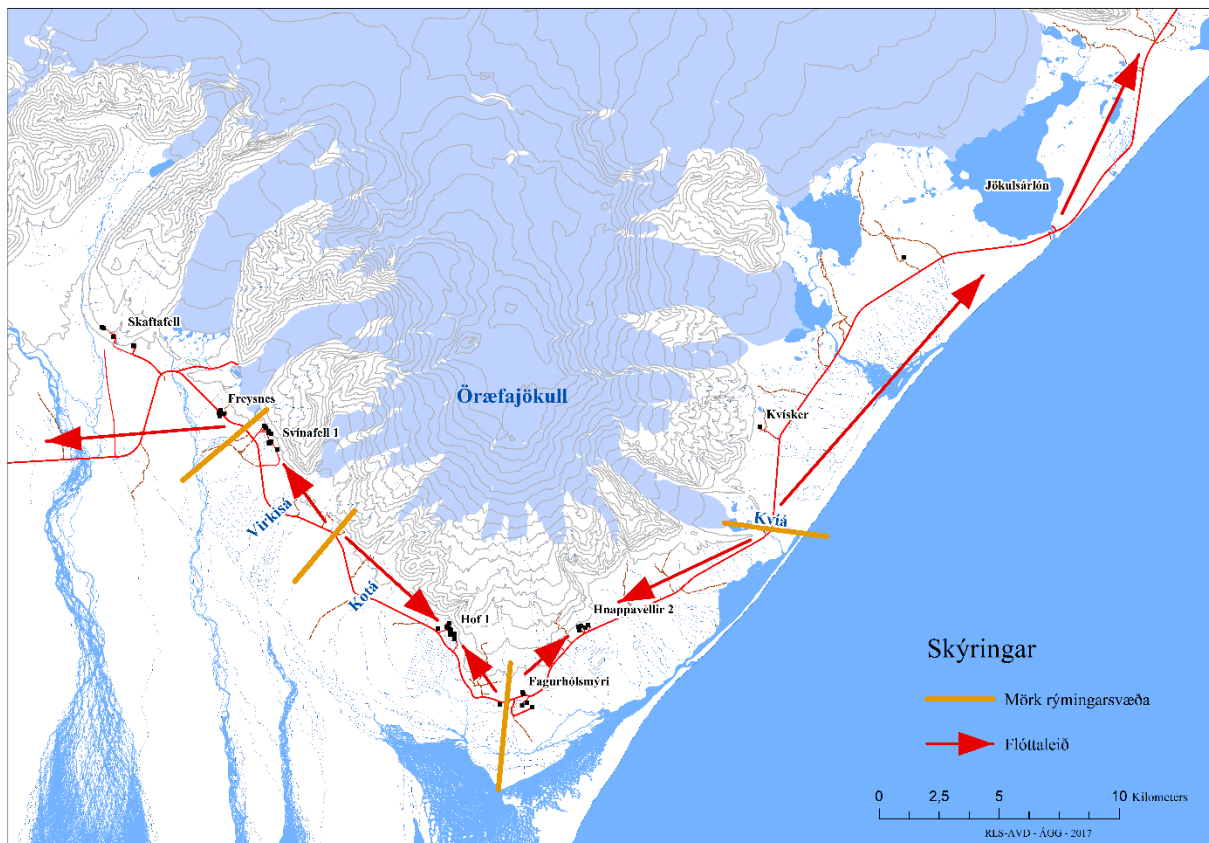 Jökulsárlón
Skaftafell
Freysnes
Öræfajökull
Kvísker
Svínafell 1
Virkisá
Kvíá
Kotá
Hnappavellir 2
Hof 1
Fagurhólsmýri
Skýringar
Mörk rýmingarsvæða
Flóttaleið
0 2,5 5 10 Kilometers
RLS-AVD - ÁGG - 2017